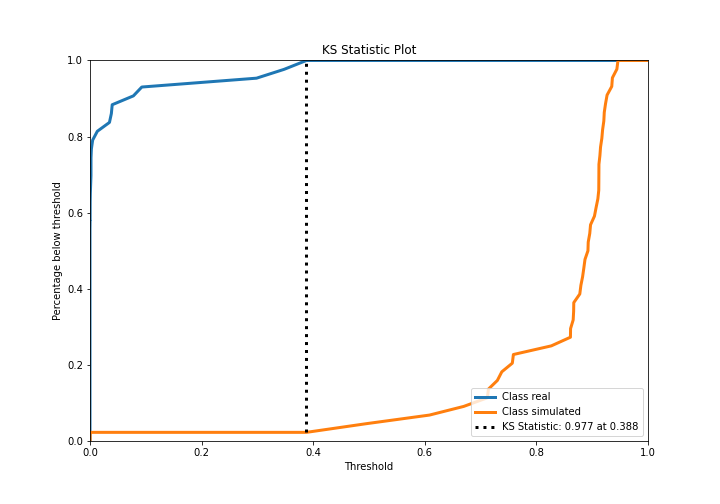 KS Statistic Plot
1.0
0.8
0.6
0.4
0.2
0.0
Percentage below threshold
0.0 0.2 0.4 0.6 0.8 1.0
Threshold
Class real
Class simulated
KS Statistic: 0.977 at 0.388